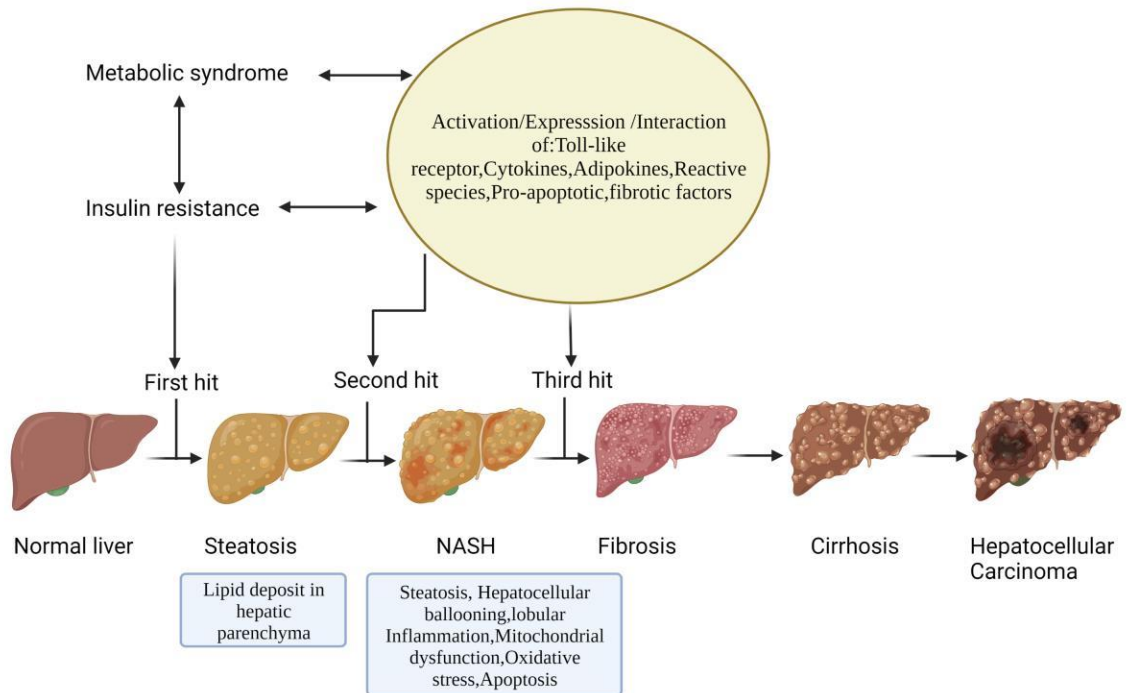 Metabolic syndrome
Activation/Expresssion /Interaction
of:Toll-like
receptor,Cytokines,Adipokines,Reactive
species,Pro-apoptotic,fibrotic factors
Insulin resistance
First hit
Second hit
Third hit
Normal liver
Steatosis
NASH
Fibrosis
Cirrhosis
Hepatocellular
Carcinoma
Lipid deposit in
hepatic
parenchyma
Steatosis, Hepatocellular
ballooning,lobular
Inflammation,Mitochondrial
dysfunction,Oxidative
stress,Apoptosis